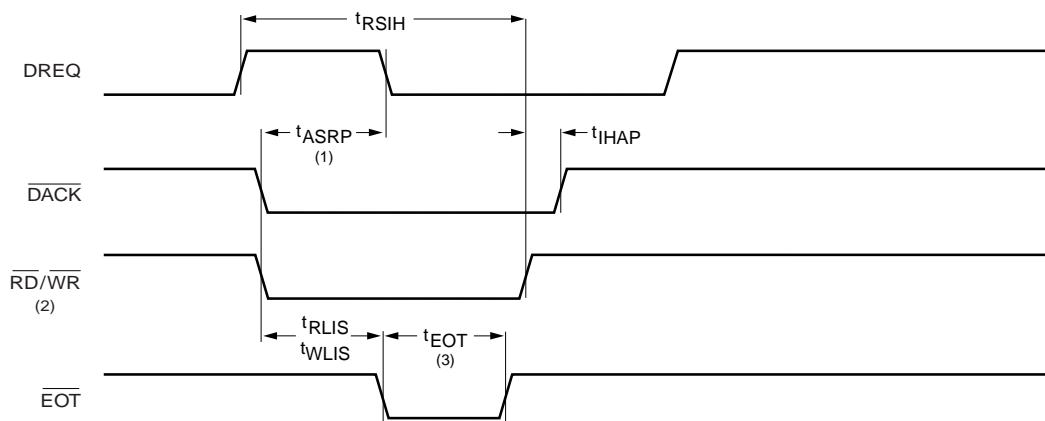 tRSIH
DREQ
tASRP
(1)
tIHAP
DACK
RD/WR
(2)
tRLIS
tWLIS
tEOT
(3)
EOT